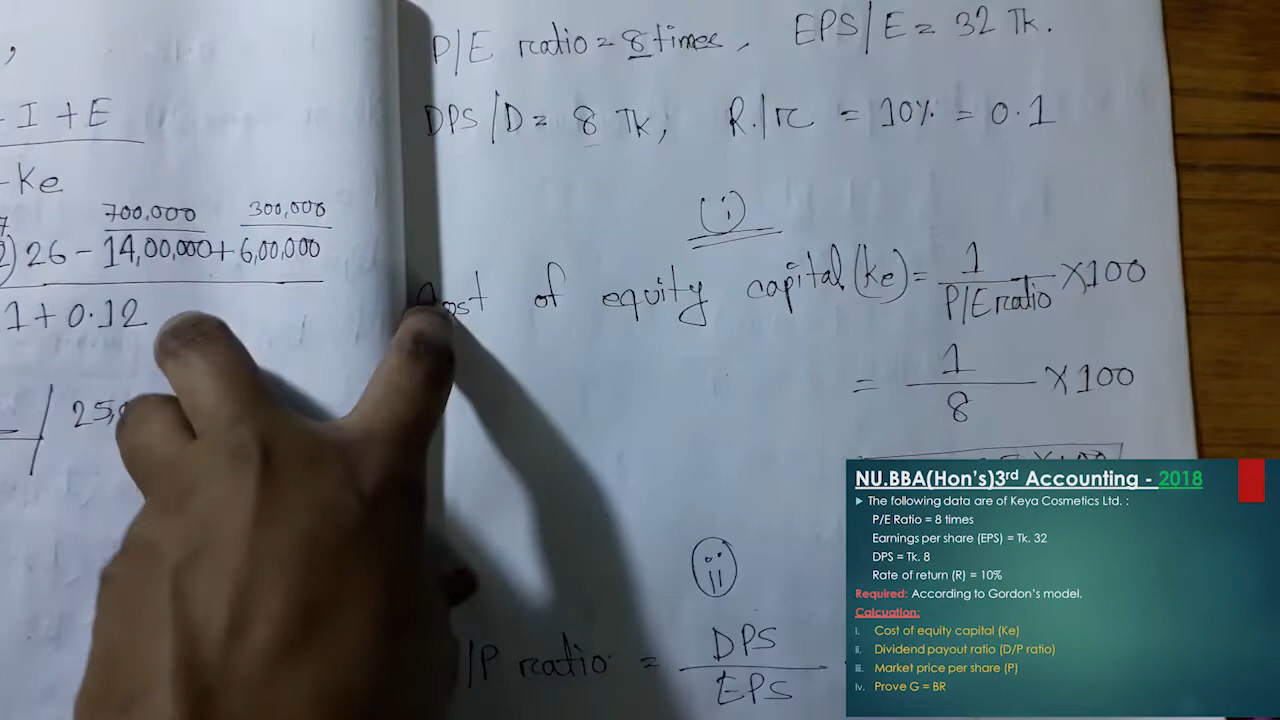 - I + E
- Ke
700,000 300,000
26 - 14,00,000 + 6,00,000
1 + 0.12
25,
P/E ratio = 8 times, EPS/E = 32 Tk.
DPS/D = 8 Tk, R./r = 10% = 0.1
(i)
Cost of equity capital (Ke) = 1 / P/E ratio × 100
= 1 / 8 × 100
ii
/P ratio = DPS / EPS
NU.BBA(Hon's)3rd Accounting - 2018
The following data are of Keya Cosmetics Ltd. :
P/E Ratio = 8 times
Earnings per share (EPS) = Tk. 32
DPS = Tk. 8
Rate of return (R) = 10%
Required: According to Gordon's model.
Calcuation:
i. Cost of equity capital (Ke)
ii. Dividend payout ratio (D/P ratio)
iii. Market price per share (P)
iv. Prove G = BR